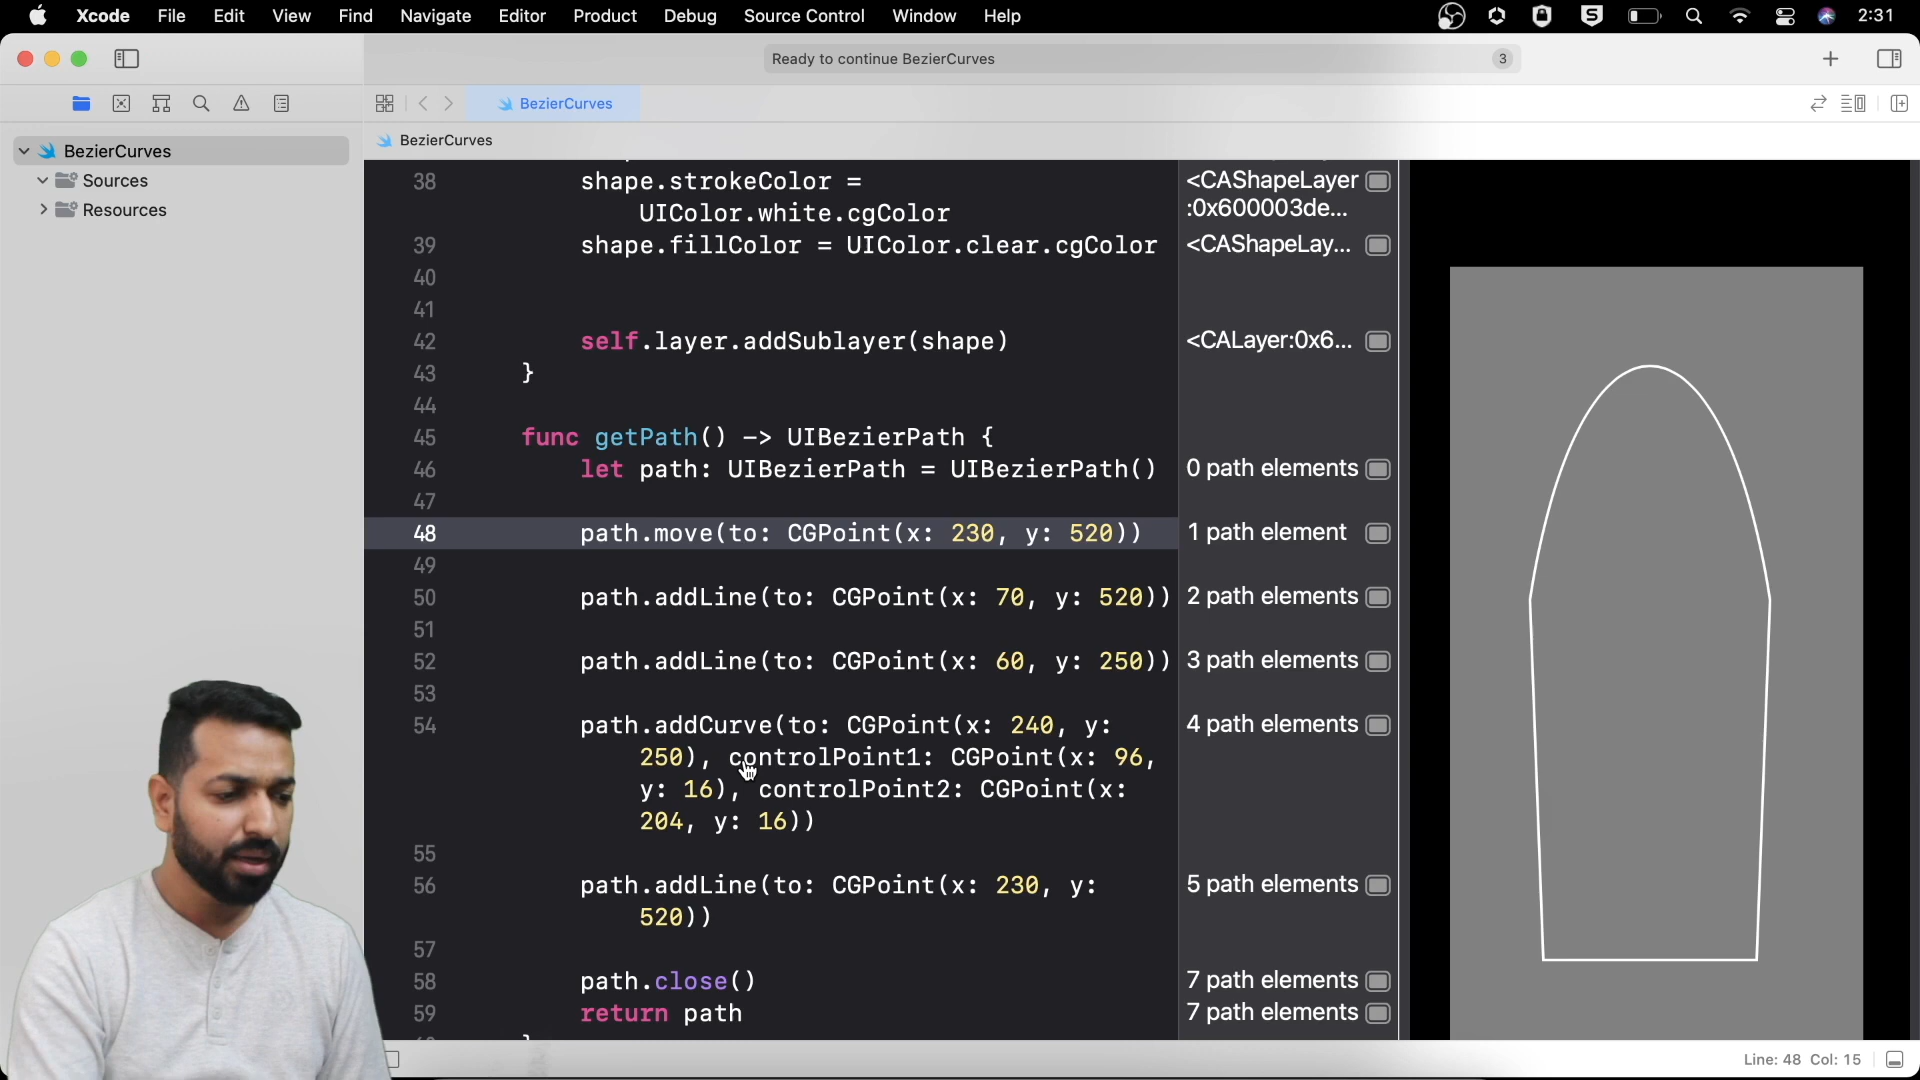 Xcode File Edit View Find Navigate Editor Product Debug Source Control Window Help S 2:31
Ready to continue BezierCurves 3
BezierCurves
BezierCurves
BezierCurves
Sources
Resources
38 shape.strokeColor = <CAShapeLayer
UIColor.white.cgColor :0x600003de...
39 shape.fillColor = UIColor.clear.cgColor <CAShapeLay...
40
41
42 self.layer.addSublayer(shape) <CALayer:0x6...
43 }
44
45 func getPath() -> UIBezierPath {
46 let path: UIBezierPath = UIBezierPath() 0 path elements
47
48 path.move(to: CGPoint(x: 230, y: 520)) 1 path element
49
50 path.addLine(to: CGPoint(x: 70, y: 520)) 2 path elements
51
52 path.addLine(to: CGPoint(x: 60, y: 250)) 3 path elements
53
54 path.addCurve(to: CGPoint(x: 240, y: 4 path elements
250), controlPoint1: CGPoint(x: 96,
y: 16), controlPoint2: CGPoint(x:
204, y: 16))
55
56 path.addLine(to: CGPoint(x: 230, y: 5 path elements
520))
57
58 path.close() 7 path elements
59 return path 7 path elements
Line: 48 Col: 15